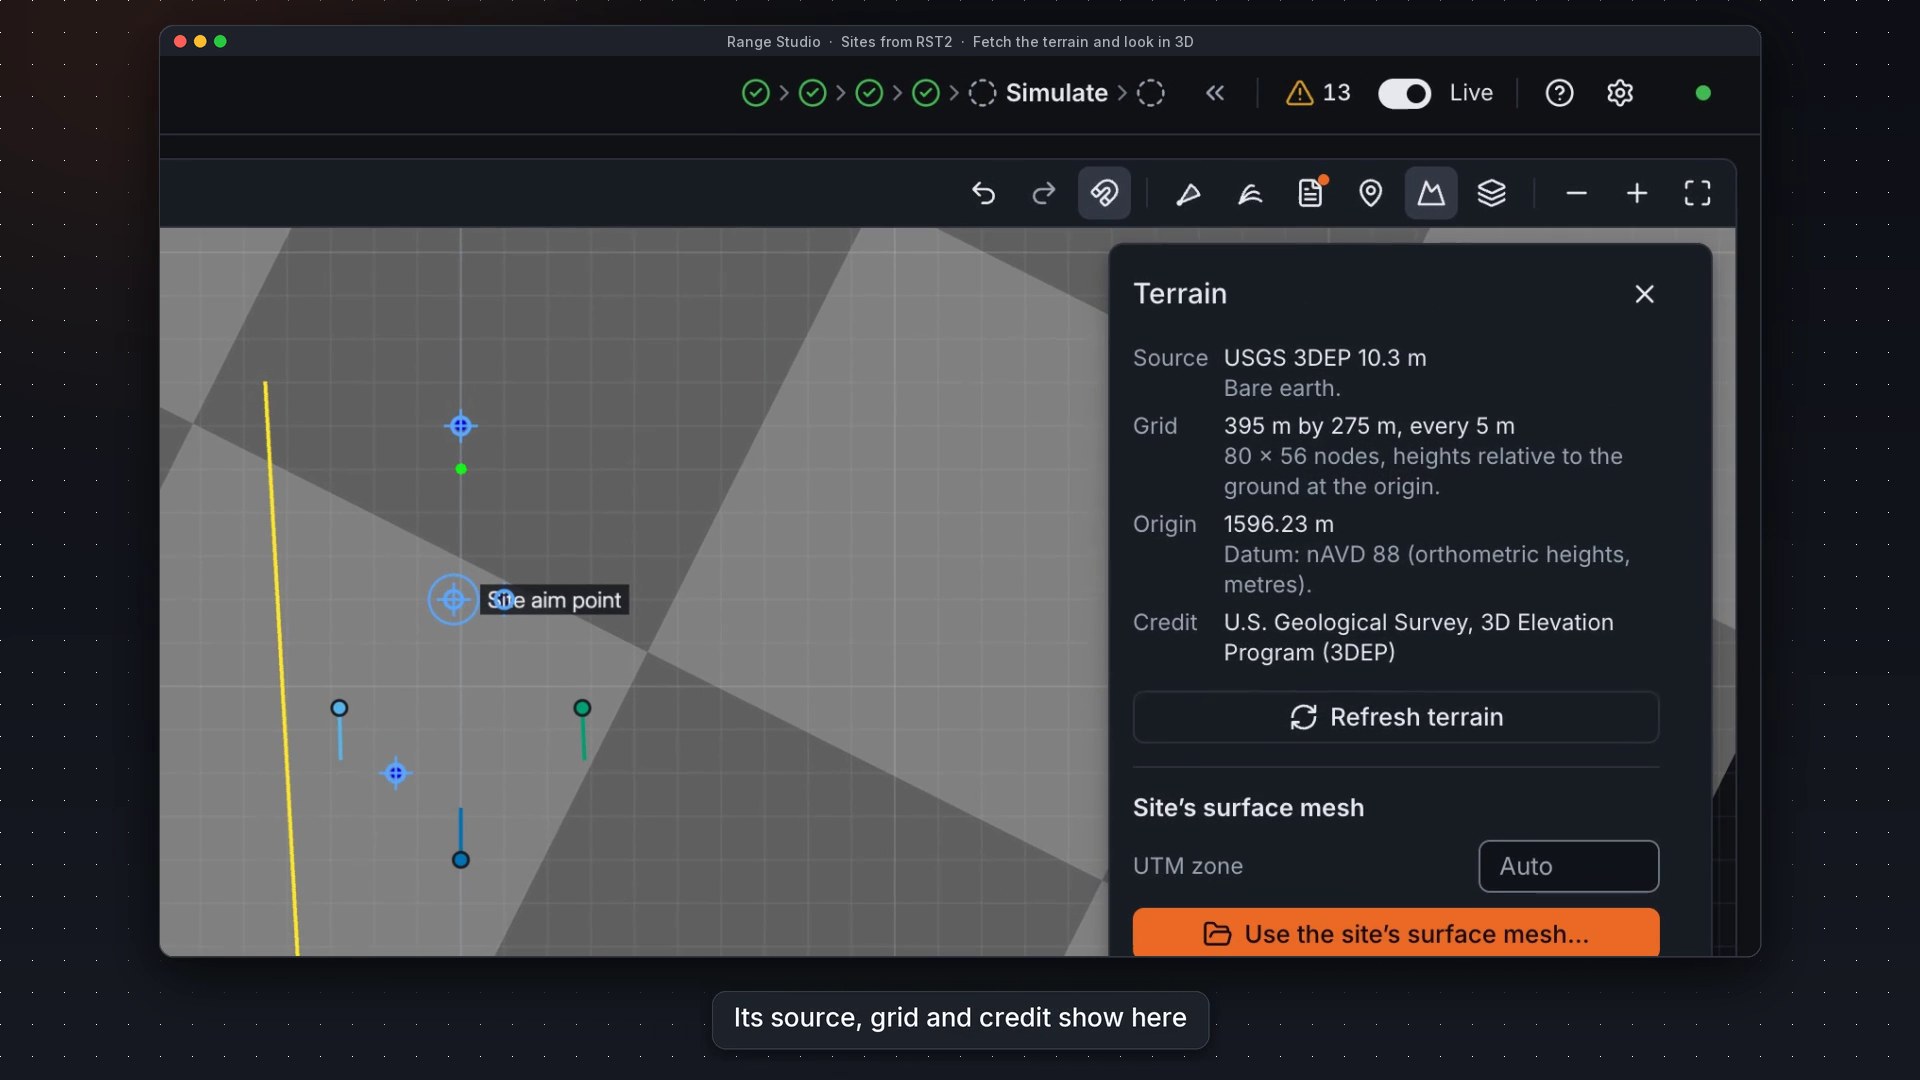 Range Studio · Sites from RST2 · Fetch the terrain and look in 3D
Simulate
13
Live
Terrain
Source USGS 3DEP 10.3 m
Bare earth.
Grid 395 m by 275 m, every 5 m
80 × 56 nodes, heights relative to the
ground at the origin.
Origin 1596.23 m
Datum: nAVD 88 (orthometric heights,
metres).
Credit U.S. Geological Survey, 3D Elevation
Program (3DEP)
Refresh terrain
Site’s surface mesh
UTM zone Auto
Use the site’s surface mesh...
Site aim point
Its source, grid and credit show here